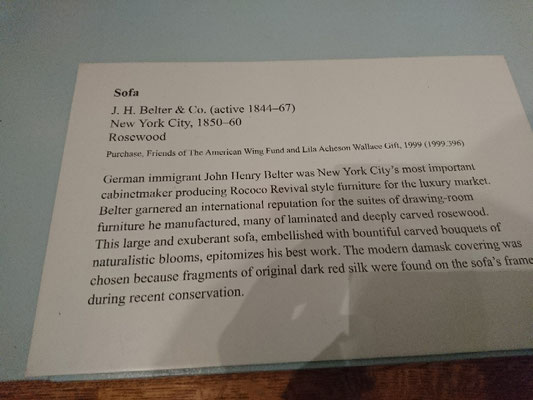 Sofa
J. H. Belter & Co. (active 1844–67)
New York City, 1850–60
Rosewood
Purchase, Friends of The American Wing Fund and Lila Acheson Wallace Gift, 1999 (1999.396)
German immigrant John Henry Belter was New York City's most important
cabinetmaker producing Rococo Revival style furniture for the luxury market.
Belter garnered an international reputation for the suites of drawing-room
furniture he manufactured, many of laminated and deeply carved rosewood.
This large and exuberant sofa, embellished with bountiful carved bouquets of
naturalistic blooms, epitomizes his best work. The modern damask covering was
chosen because fragments of original dark red silk were found on the sofa's frame
during recent conservation.